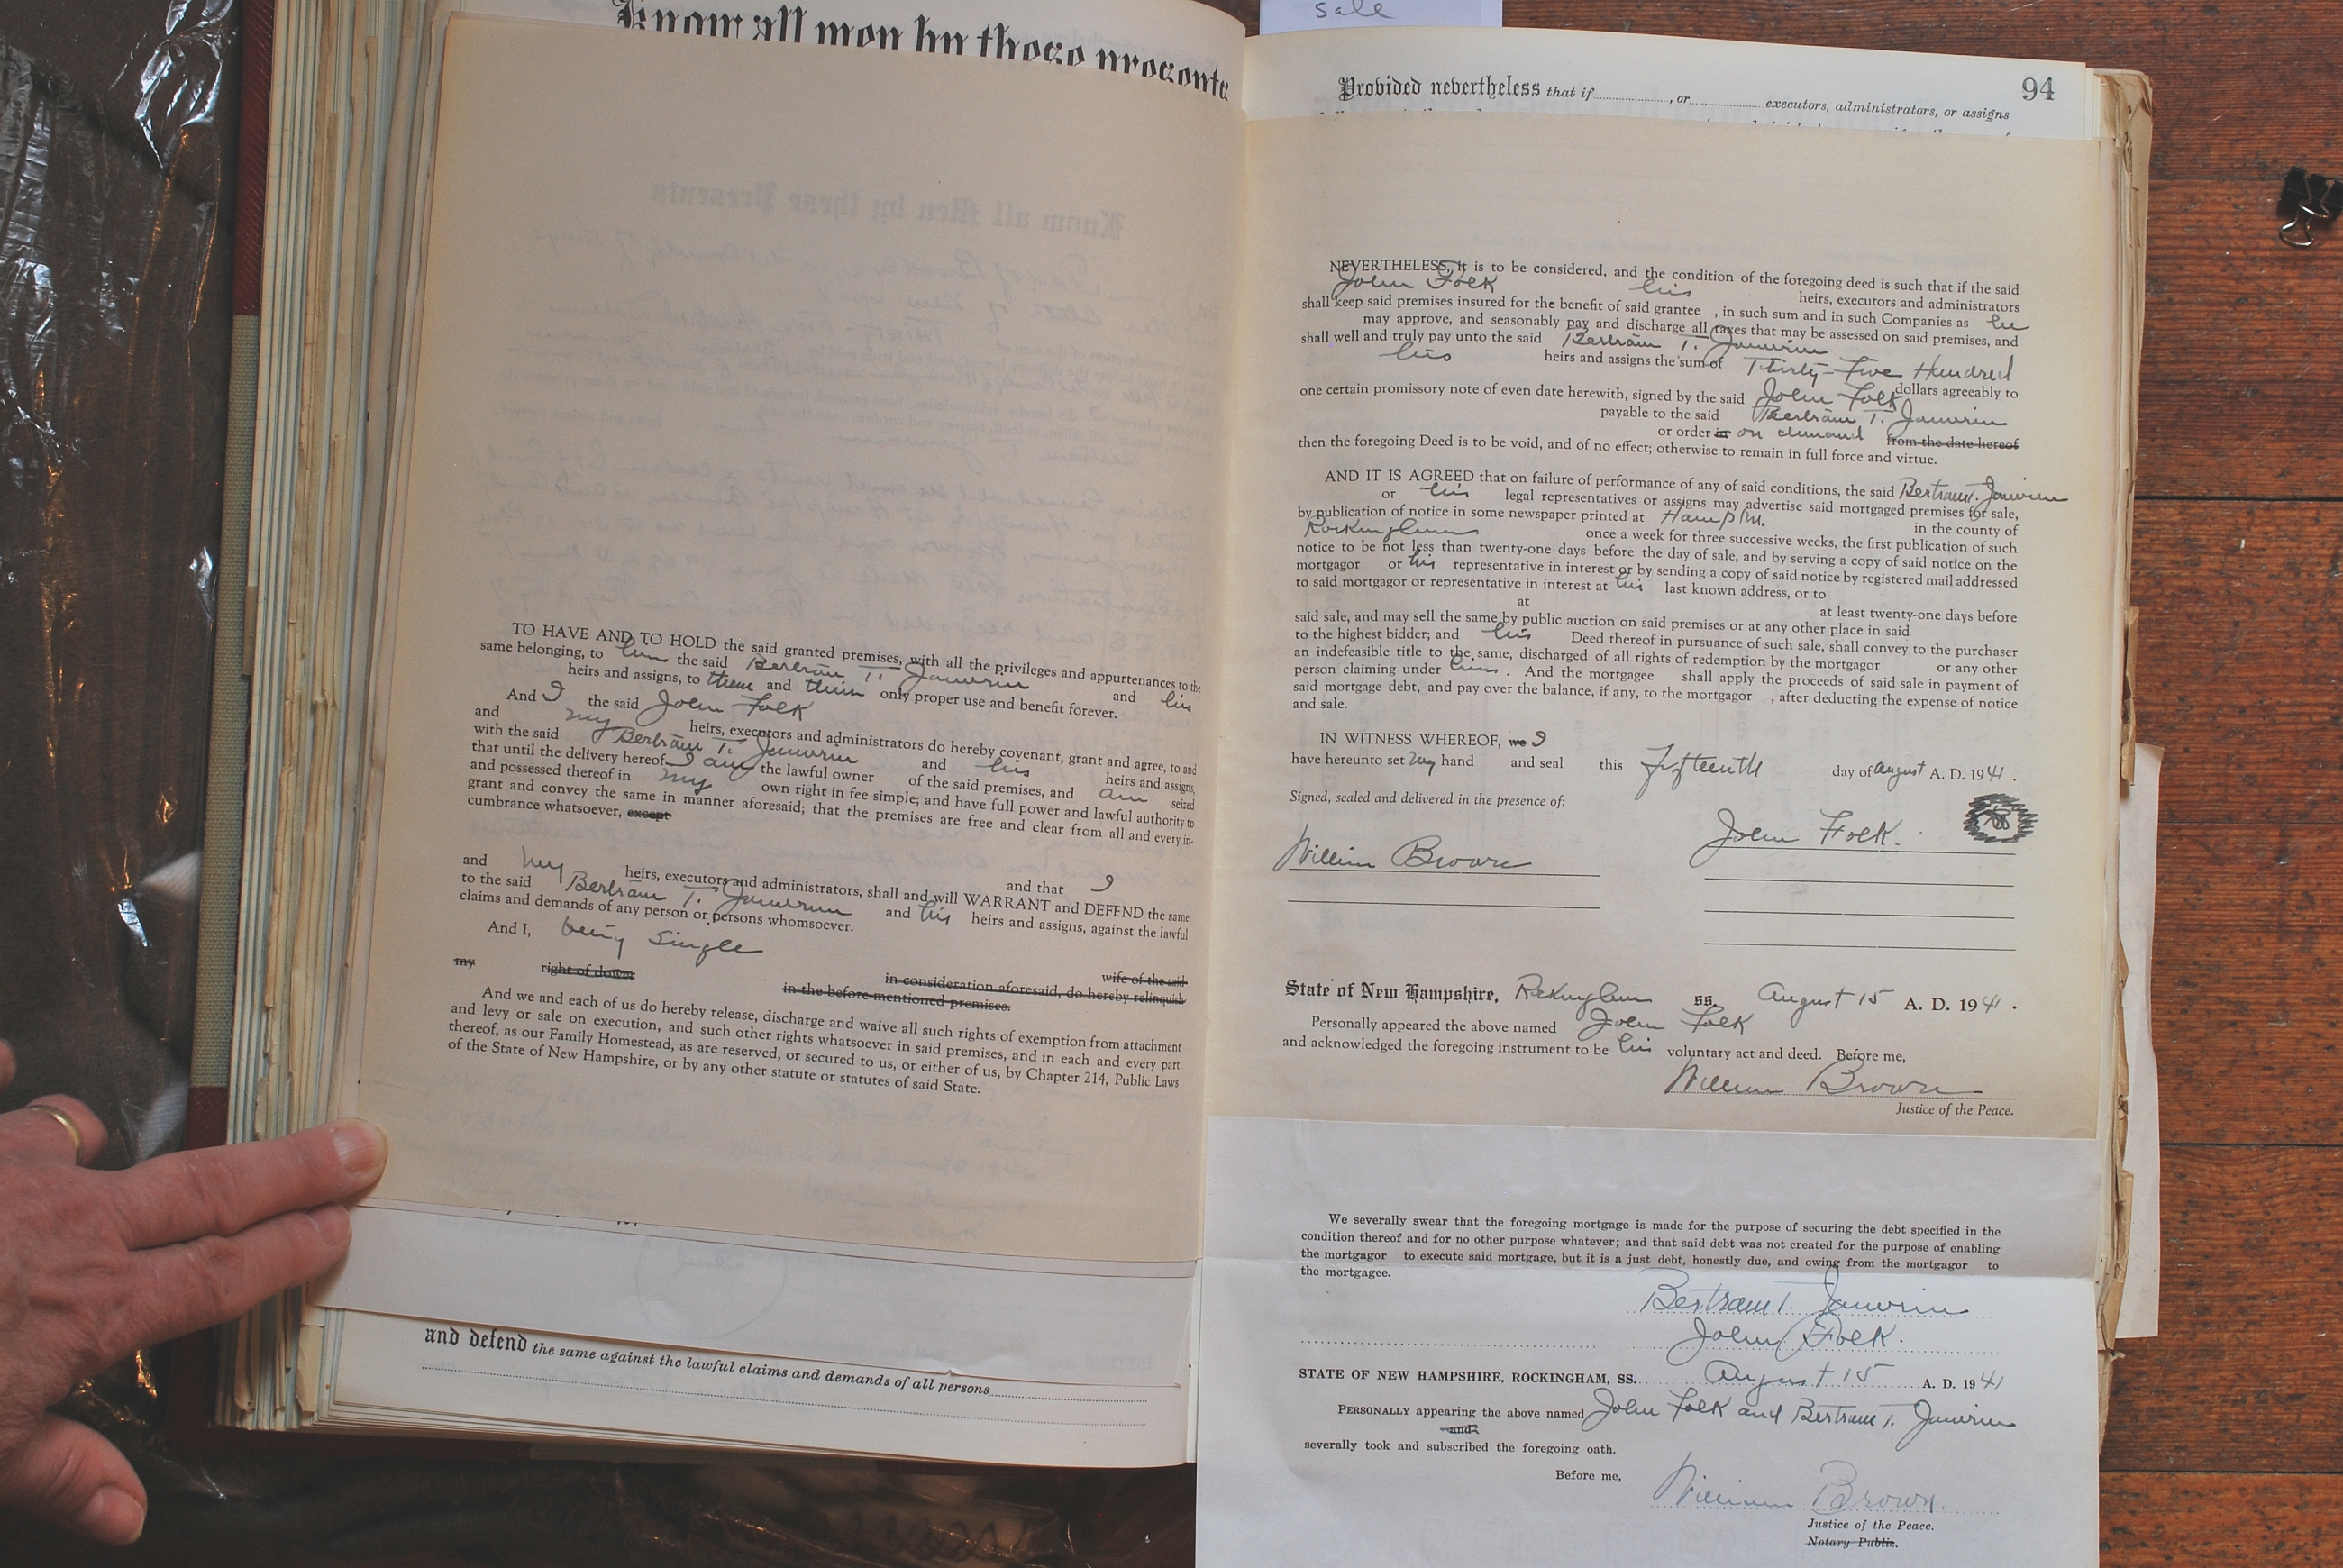 sale
Know all men by these presents
TO HAVE AND TO HOLD the said granted premises, with all the privileges and appurtenances to the
same belonging, to him the said Bertram T. Janvrin and his
heirs and assigns, to them and their only proper use and benefit forever.
And I the said John Folk
and my heirs, executors and administrators do hereby covenant, grant and agree, to and
with the said Bertram T. Janvrin and his heirs and assigns,
that until the delivery hereof I am the lawful owner of the said premises, and am seized
and possessed thereof in my own right in fee simple; and have full power and lawful authority to
grant and convey the same in manner aforesaid; that the premises are free and clear from all and every in-
cumbrance whatsoever, except
and that I
and my heirs, executors and administrators, shall and will WARRANT and DEFEND the same
to the said Bertram T. Janvrin and his heirs and assigns, against the lawful
claims and demands of any person or persons whomsoever.
And I, being single
wife of the said
in consideration aforesaid, do hereby relinquish
my right of dower in the before-mentioned premises.
And we and each of us do hereby release, discharge and waive all such rights of exemption from attachment
and levy or sale on execution, and such other rights whatsoever in said premises, and in each and every part
thereof, as our Family Homestead, as are reserved, or secured to us, or either of us, by Chapter 214, Public Laws
of the State of New Hampshire, or by any other statute or statutes of said State.
and defend the same against the lawful claims and demands of all persons
94
Provided nevertheless that if , or executors, administrators, or assigns
NEVERTHELESS, it is to be considered, and the condition of the foregoing deed is such that if the said
John Folk his heirs, executors and administrators
shall keep said premises insured for the benefit of said grantee , in such sum and in such Companies as he
may approve, and seasonably pay and discharge all taxes that may be assessed on said premises, and
shall well and truly pay unto the said Bertram T. Janvrin
his heirs and assigns the sum of Thirty-Five Hundred
dollars agreeably to
one certain promissory note of even date herewith, signed by the said John Folk
payable to the said Bertram T. Janvrin
or order in on demand from the date hereof
then the foregoing Deed is to be void, and of no effect; otherwise to remain in full force and virtue.
AND IT IS AGREED that on failure of performance of any of said conditions, the said Bertram T. Janvrin
or his legal representatives or assigns may advertise said mortgaged premises for sale,
by publication of notice in some newspaper printed at Hampton. in the county of
Rockingham once a week for three successive weeks, the first publication of such
notice to be not less than twenty-one days before the day of sale, and by serving a copy of said notice on the
mortgagor or his representative in interest or by sending a copy of said notice by registered mail addressed
to said mortgagor or representative in interest at his last known address, or to
at at least twenty-one days before
said sale, and may sell the same by public auction on said premises or at any other place in said
to the highest bidder; and his Deed thereof in pursuance of such sale, shall convey to the purchaser
an indefeasible title to the same, discharged of all rights of redemption by the mortgagor or any other
person claiming under him . And the mortgagee shall apply the proceeds of said sale in payment of
said mortgage debt, and pay over the balance, if any, to the mortgagor , after deducting the expense of notice
and sale.
IN WITNESS WHEREOF, we I
have hereunto set my hand and seal this fifteenth day of August A. D. 1941 .
Signed, sealed and delivered in the presence of:
William Brown John Folk.
State of New Hampshire, Rockingham ss. August 15 A. D. 1941 .
Personally appeared the above named John Folk
and acknowledged the foregoing instrument to be his voluntary act and deed. Before me,
William Brown
Justice of the Peace.
We severally swear that the foregoing mortgage is made for the purpose of securing the debt specified in the
condition thereof and for no other purpose whatever; and that said debt was not created for the purpose of enabling
the mortgagor to execute said mortgage, but it is a just debt, honestly due, and owing from the mortgagor to
the mortgagee.
Bertram T. Janvrin
John Folk.
STATE OF NEW HAMPSHIRE, ROCKINGHAM, SS. August 15 A. D. 1941
PERSONALLY appearing the above named John Folk and Bertram T. Janvrin
and
severally took and subscribed the foregoing oath.
Before me,
William Brown.
Justice of the Peace.
Notary Public.